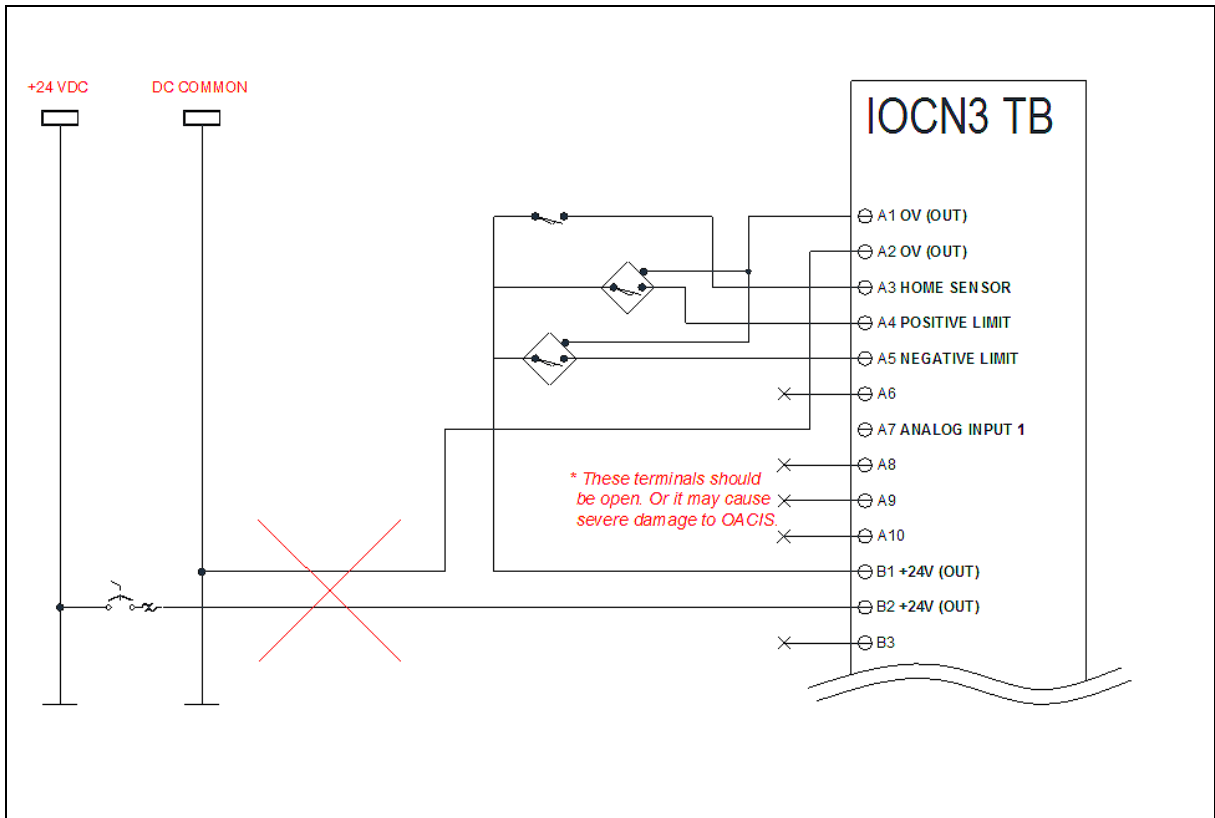 +24 VDC
DC COMMON
IOCN3 TB
A1 OV (OUT)
A2 OV (OUT)
A3 HOME SENSOR
A4 POSITIVE LIMIT
A5 NEGATIVE LIMIT
A6
A7 ANALOG INPUT 1
A8
* These terminals should
be open. Or it may cause
severe damage to OACIS.
A9
A10
B1 +24V (OUT)
B2 +24V (OUT)
B3